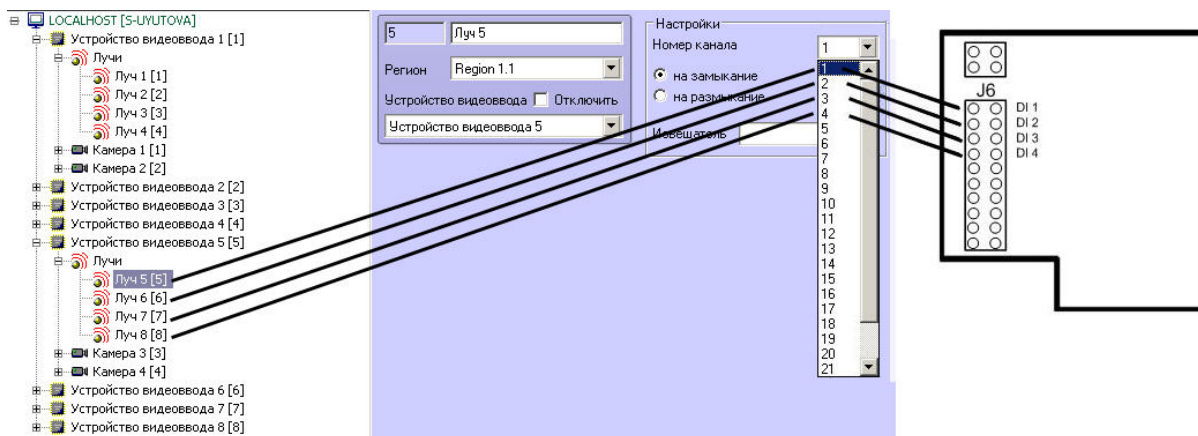 LOCALHOST [S-UYUTOVA]
Устройство видеоввода 1 [1]
Лучи
Луч 1 [1]
Луч 2 [2]
Луч 3 [3]
Луч 4 [4]
Камера 1 [1]
Камера 2 [2]
Устройство видеоввода 2 [2]
Устройство видеоввода 3 [3]
Устройство видеоввода 4 [4]
Устройство видеоввода 5 [5]
Лучи
Луч 5 [5]
Луч 6 [6]
Луч 7 [7]
Луч 8 [8]
Камера 3 [3]
Камера 4 [4]
Устройство видеоввода 6 [6]
Устройство видеоввода 7 [7]
Устройство видеоввода 8 [8]
5 Луч 5
Регион Region 1.1
Устройство видеоввода Отключить
Устройство видеоввода 5
Настройки
Номер канала 1
на замыкание
на размыкание
Извещатель
1
2
3
4
5
6
7
8
9
10
11
12
13
14
15
16
17
18
19
20
21
J6
DI 1
DI 2
DI 3
DI 4